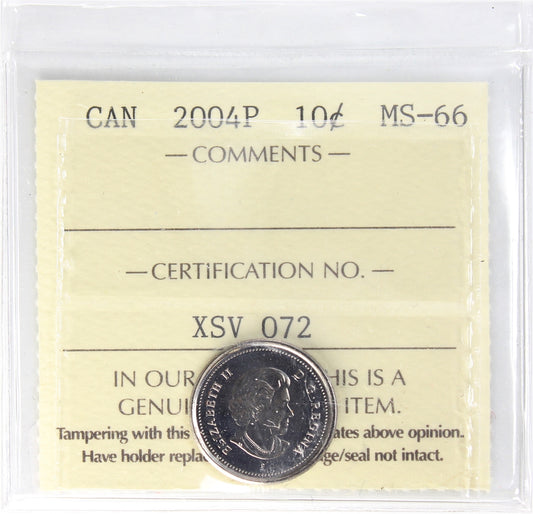 CAN 2004P 10¢ MS-66
— COMMENTS —
— CERTIFICATION NO. —
XSV 072
IN OUR HIS IS A
GENUI ITEM.
Tampering with this ates above opinion.
Have holder repla ge/seal not intact.
ELIZABETH II D·G·REGINA